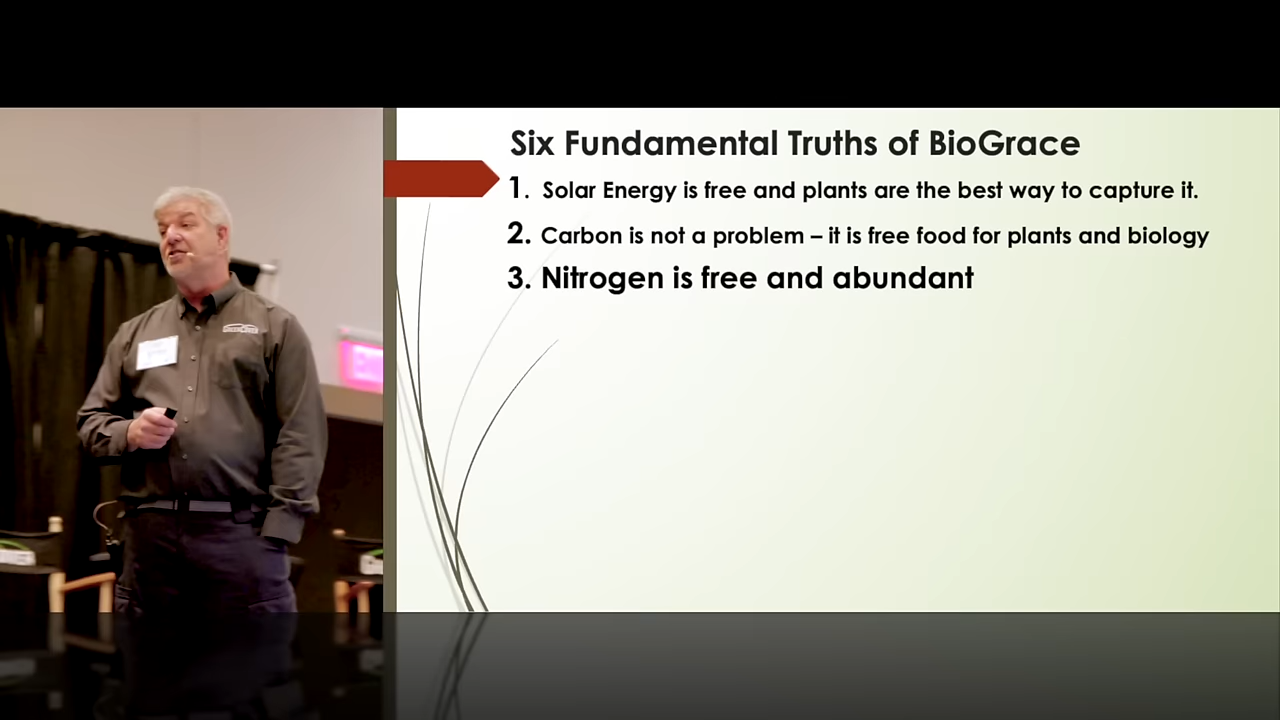 Six Fundamental Truths of BioGrace
1. Solar Energy is free and plants are the best way to capture it.
2. Carbon is not a problem – it is free food for plants and biology
3. Nitrogen is free and abundant